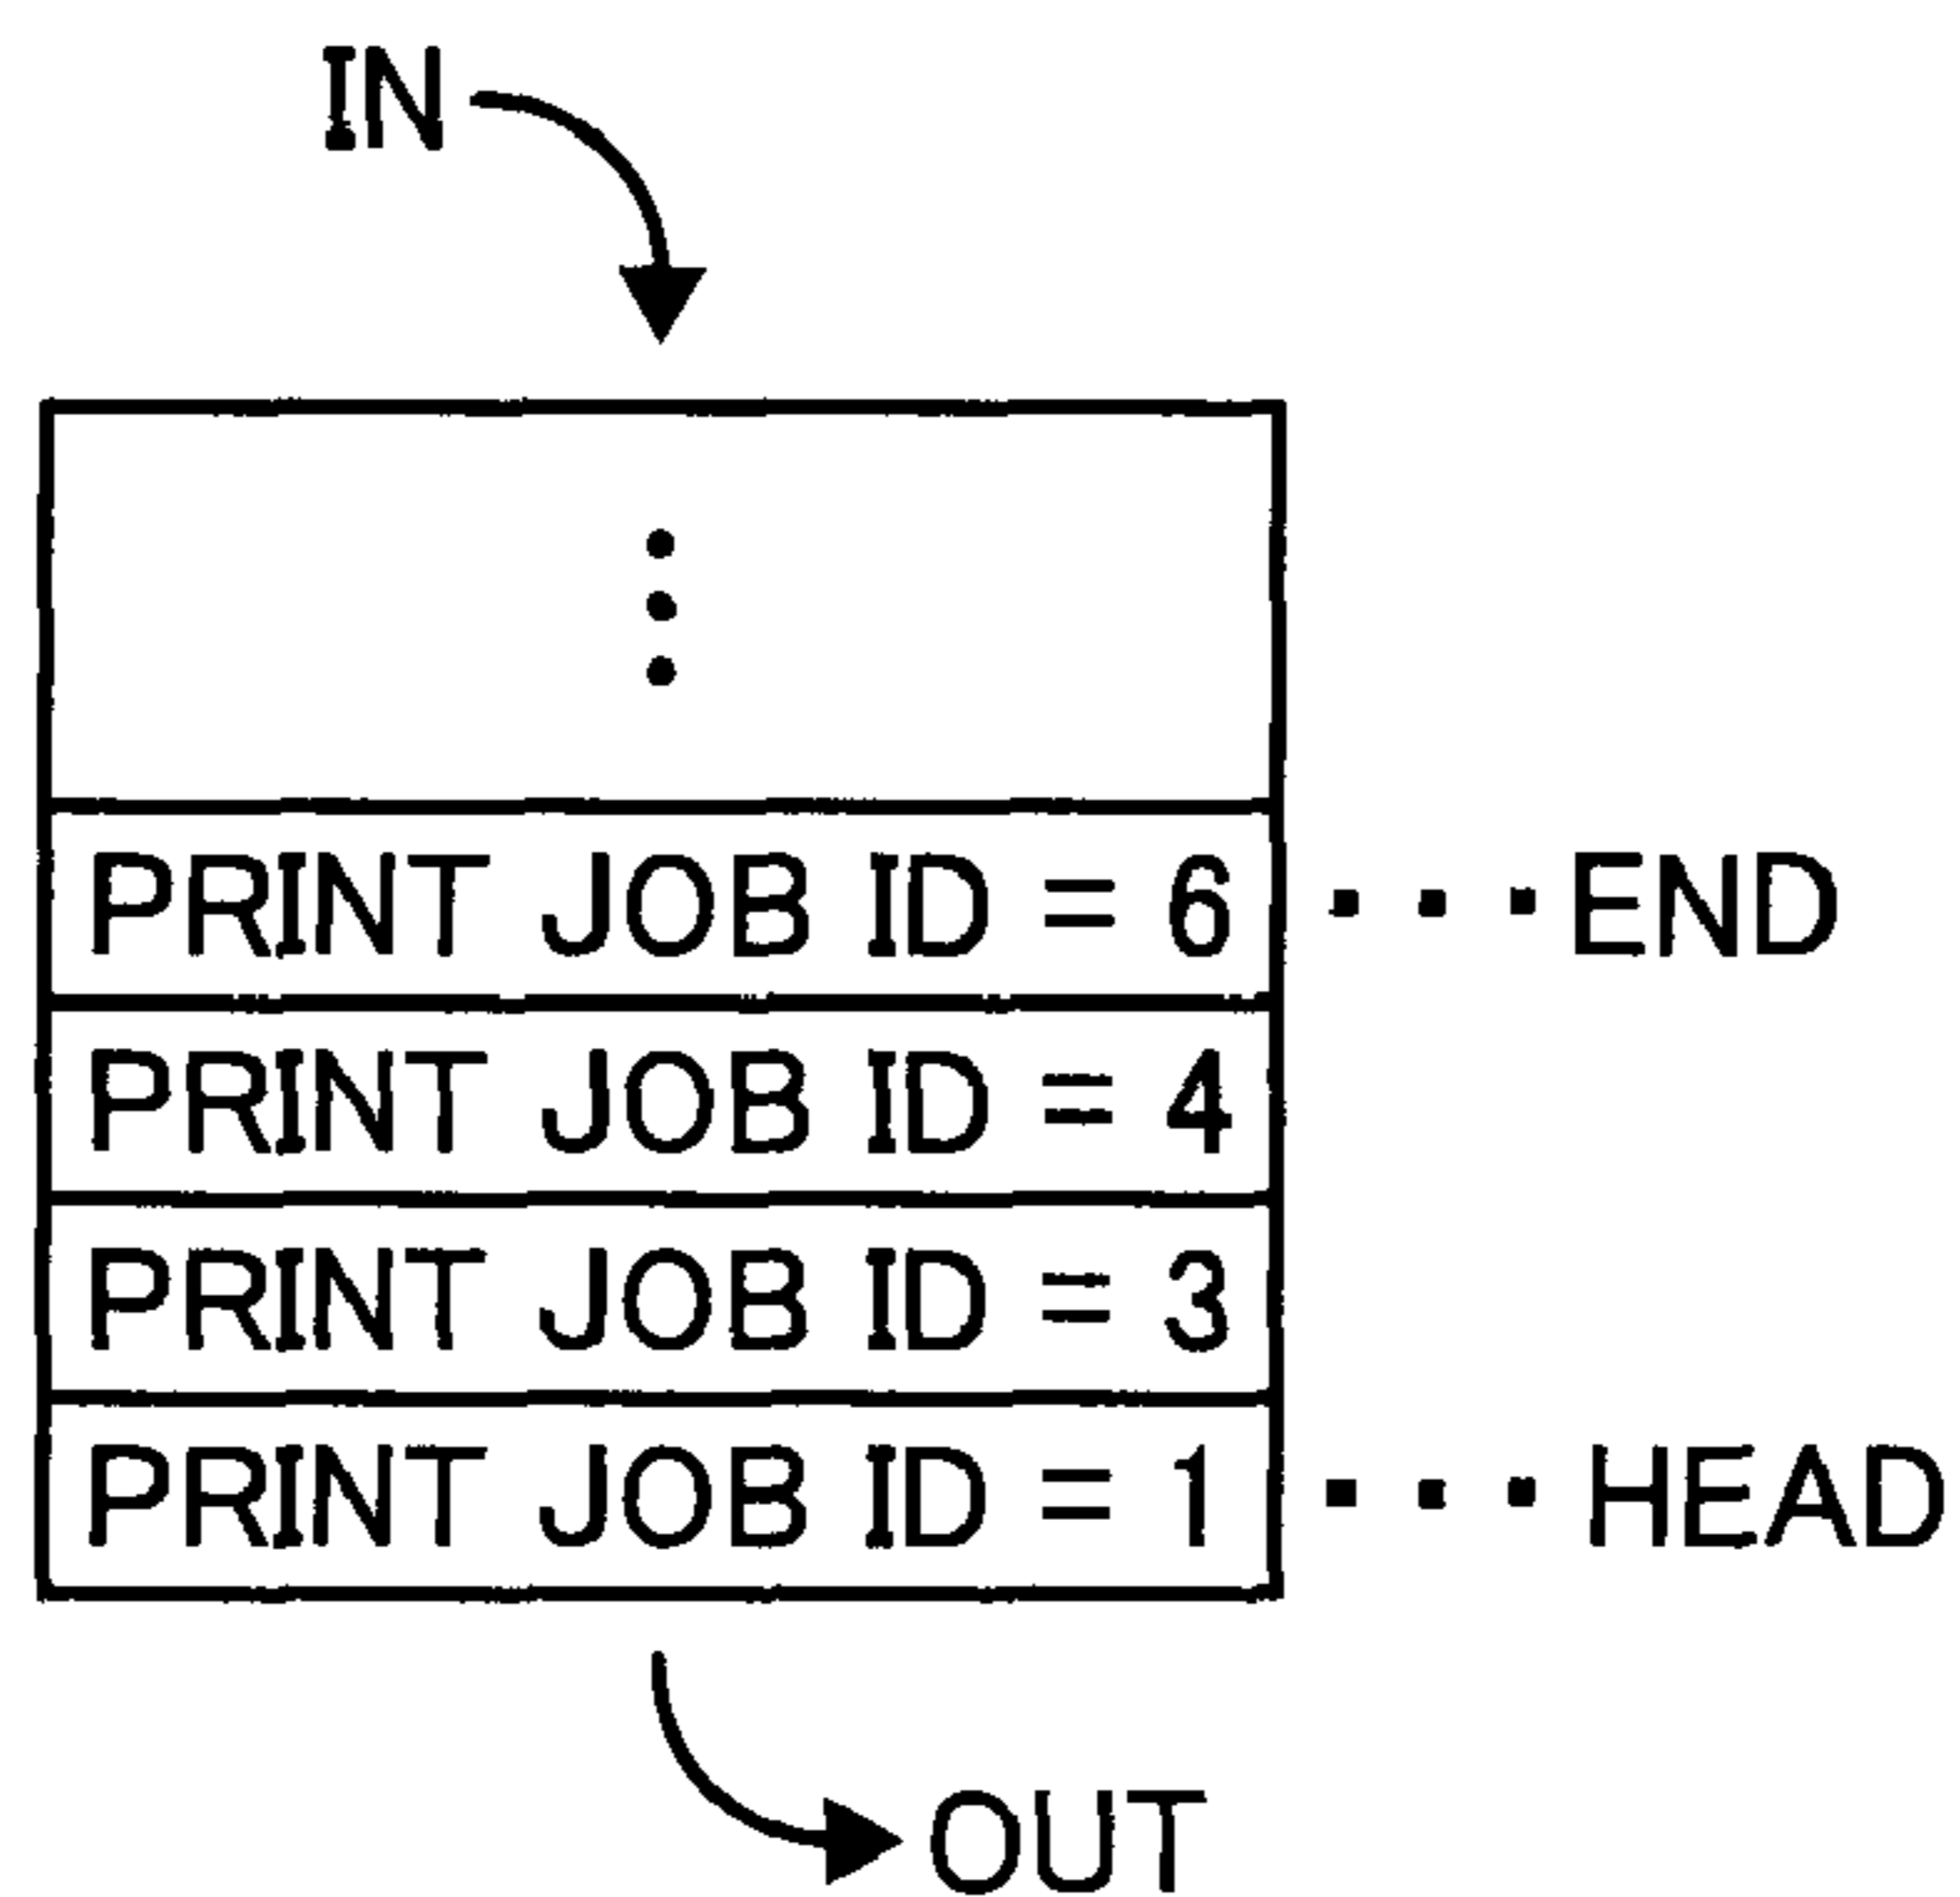 IN
PRINT JOB ID = 6 ···END
PRINT JOB ID = 4
PRINT JOB ID = 3
PRINT JOB ID = 1 ···HEAD
OUT